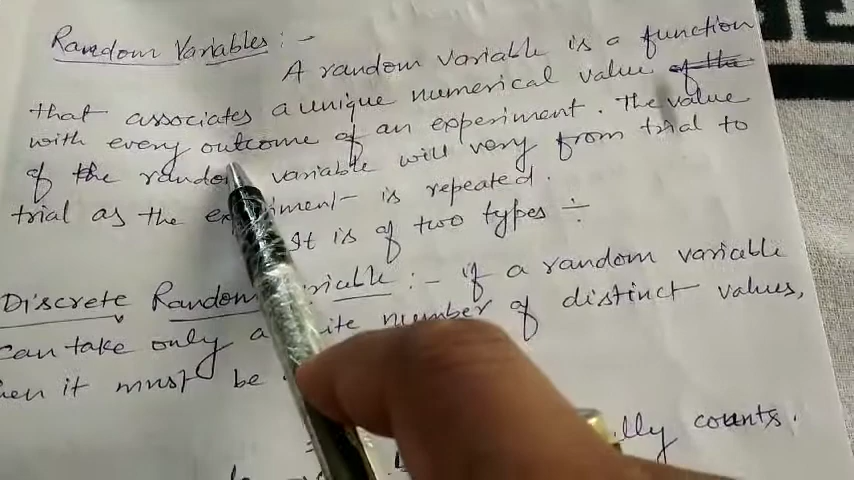 Random Variables : -
A random variable is a function
that associates a unique numerical value of the
with every outcome of an experiment. The value
of the random variable will vary from trial to
trial as the experiment is repeated.
It is of two types ÷
Discrete Random Variable : - if a random variable
can take only a finite number of distinct values,
then it must be
lly counts.